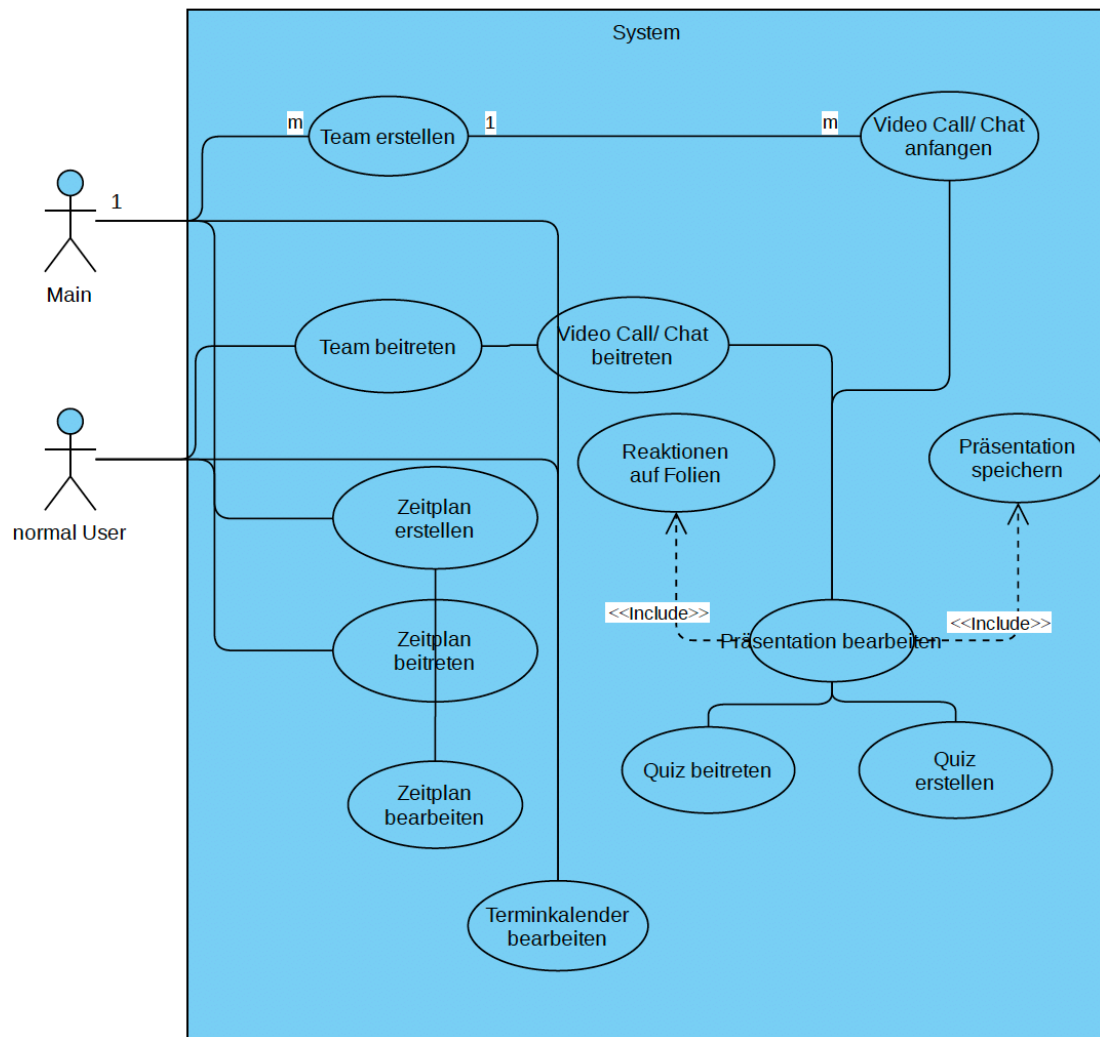 System
m
Team erstellen
1
m
Video Call/ Chat
anfangen
1
Main
Team beitreten
Video Call/ Chat
beitreten
Reaktionen
auf Folien
Präsentation
speichern
normal User
Zeitplan
erstellen
<<Include>>
<<Include>>
Zeitplan
beitreten
Präsentation bearbeiten
Quiz beitreten
Quiz
erstellen
Zeitplan
bearbeiten
Terminkalender
bearbeiten